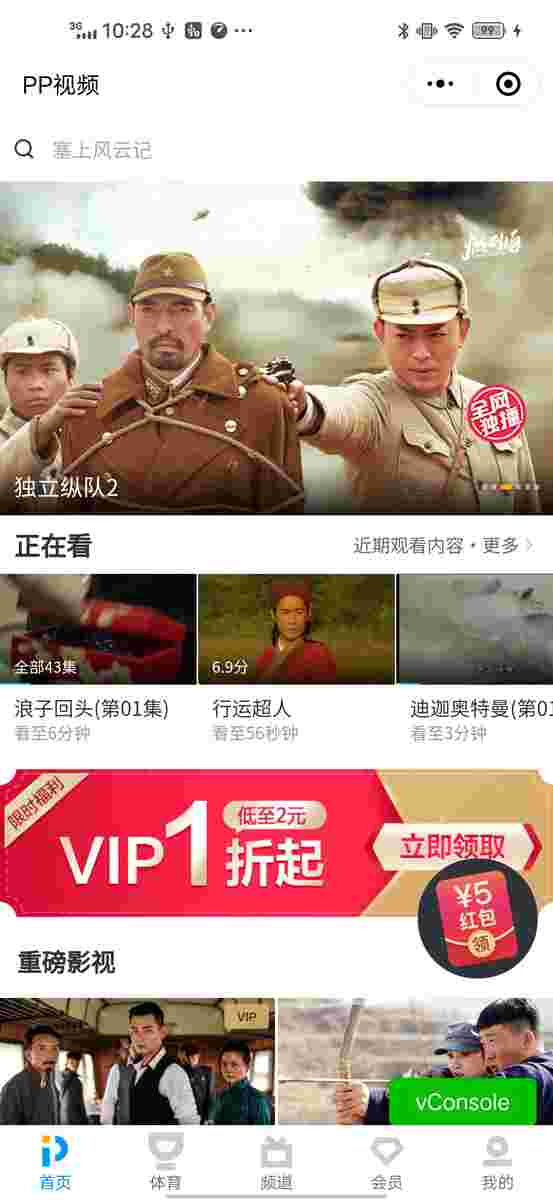 3G 10:28
99
PP视频
塞上风云记
全网
独播
独立纵队2
正在看
近期观看内容·更多
全部43集
6.9分
浪子回头(第01集)
行运超人
迪迦奥特曼(第01
看至6分钟
看至56秒钟
看至3分钟
限时福利
VIP1折起
低至2元
立即领取
¥5
红包
领
重磅影视
VIP
vConsole
首页
体育
频道
会员
我的